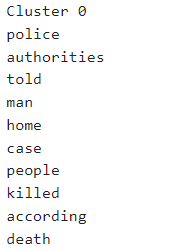 Cluster 0
police
authorities
told
man
home
case
people
killed
according
death